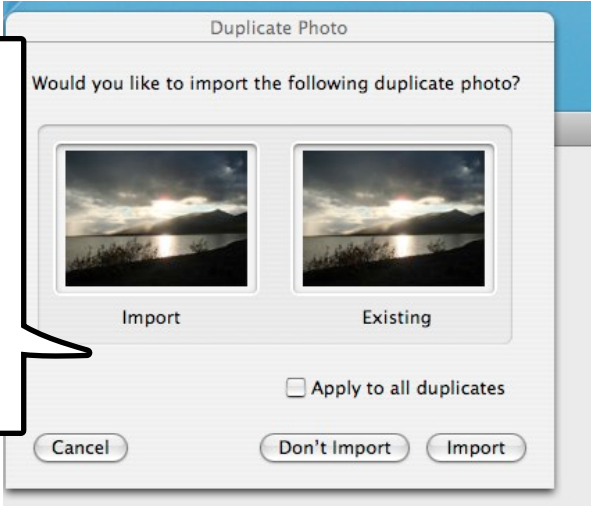 Duplicate Photo
Would you like to import the following duplicate photo?
Import
Existing
Apply to all duplicates
Cancel
Don't Import
Import